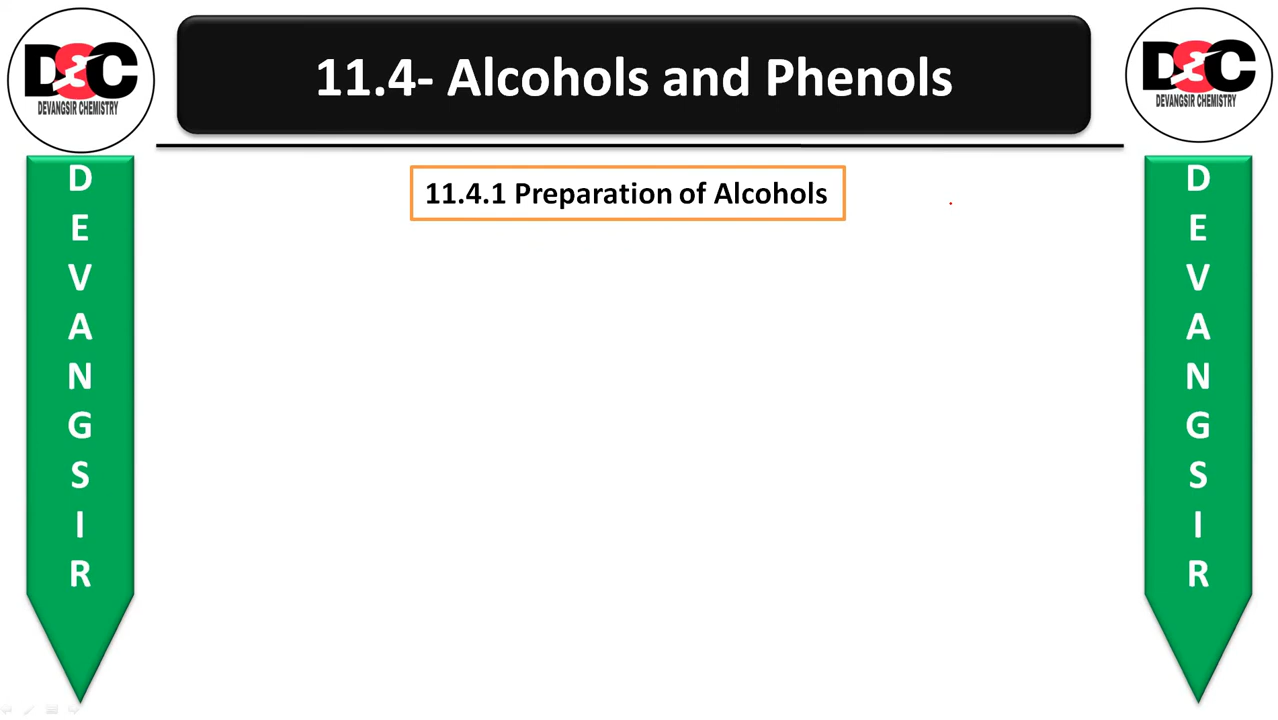 D&C
DEVANGSIR CHEMISTRY
11.4- Alcohols and Phenols
D&C
DEVANGSIR CHEMISTRY
11.4.1 Preparation of Alcohols
D
E
V
A
N
G
S
I
R
D
E
V
A
N
G
S
I
R